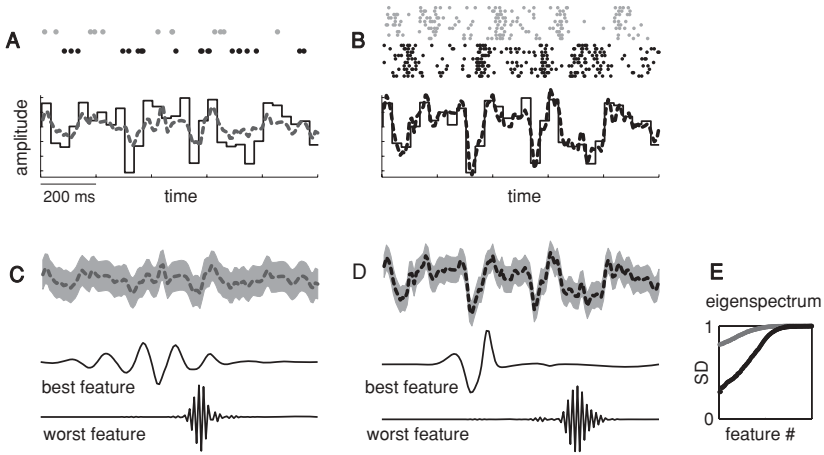 A
B
amplitude
200 ms
time
time
C
D
E
eigenspectrum
1
SD
0
feature #
best feature
worst feature
best feature
worst feature